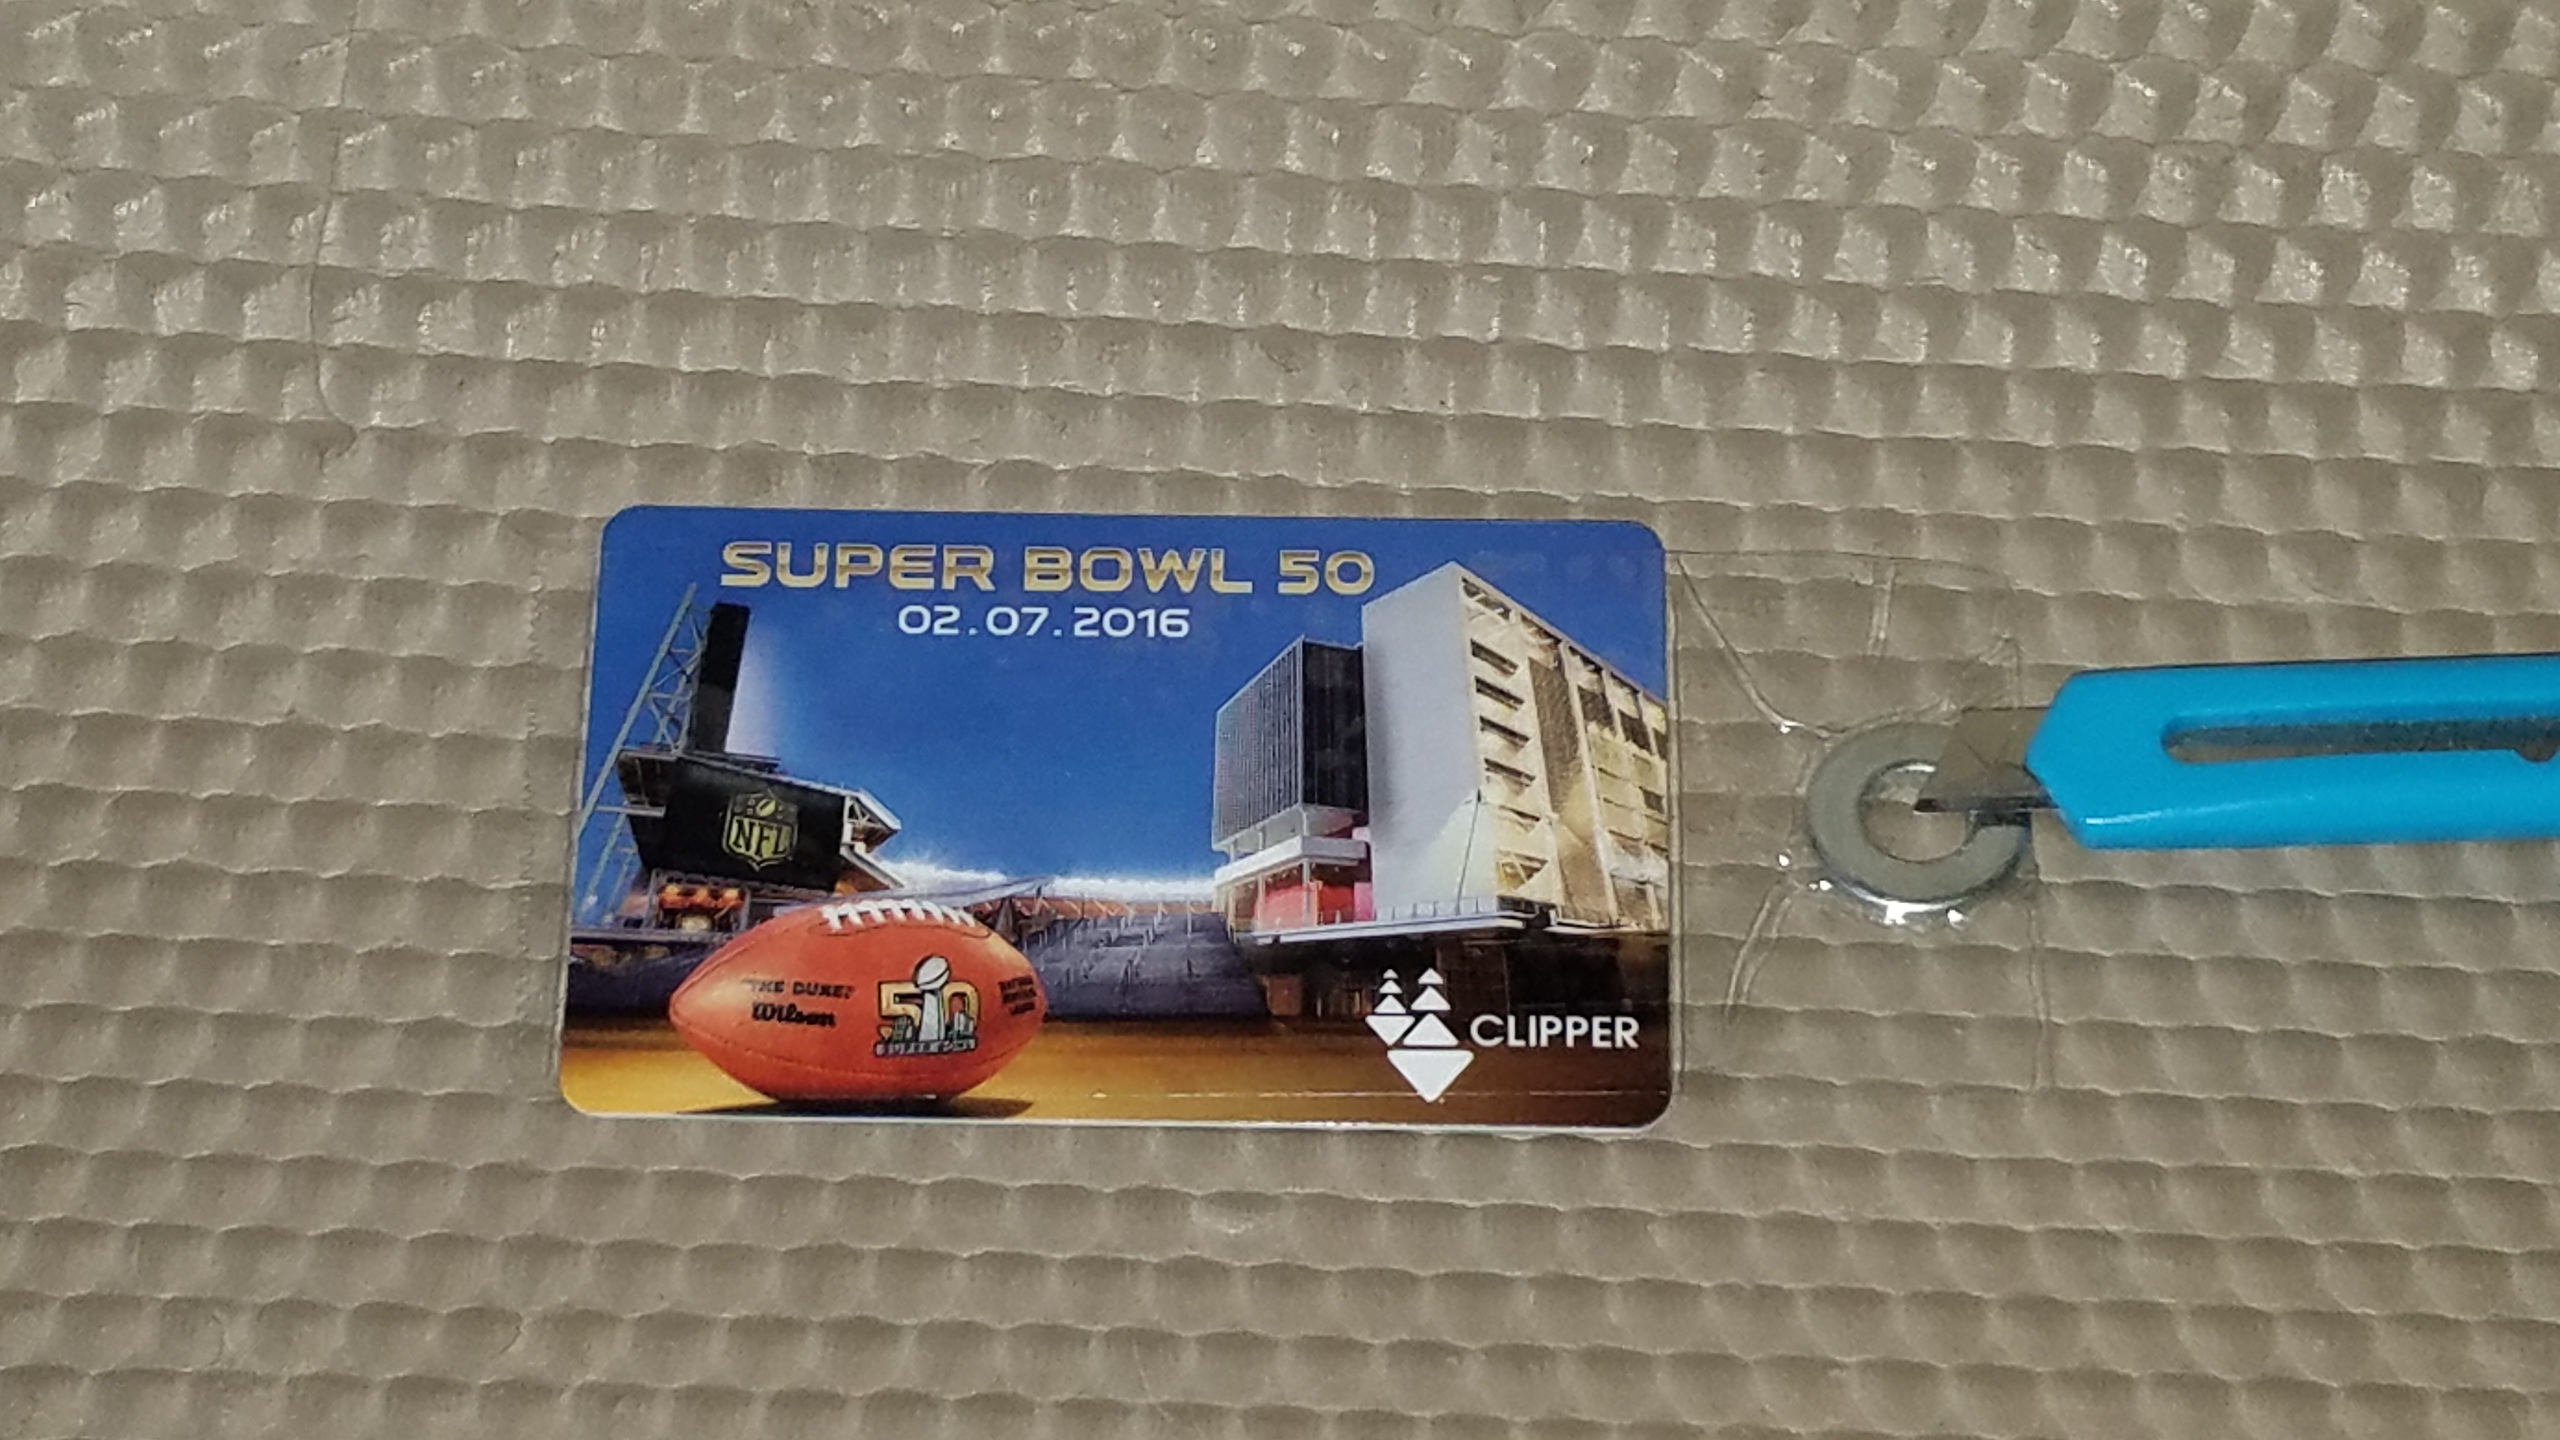 SUPER BOWL 50
02.07.2016
NFL
"THE DUKE"
Wilson
50
CLIPPER